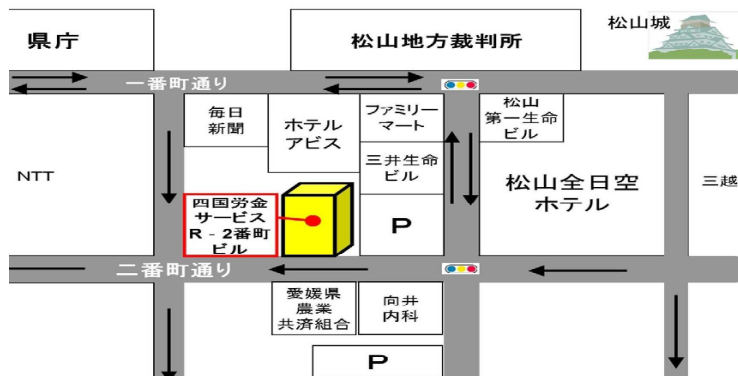 松山城
県庁
松山地方裁判所
一番町通り
毎日
新聞
ホテル
アビス
ファミリー
マート
松山
第一生命
ビル
三井生命
ビル
NTT
松山全日空
ホテル
三越
四国労金
サービス
R‐2番町
ビル
P
二番町通り
愛媛県
農業
共済組合
向井
内科
P